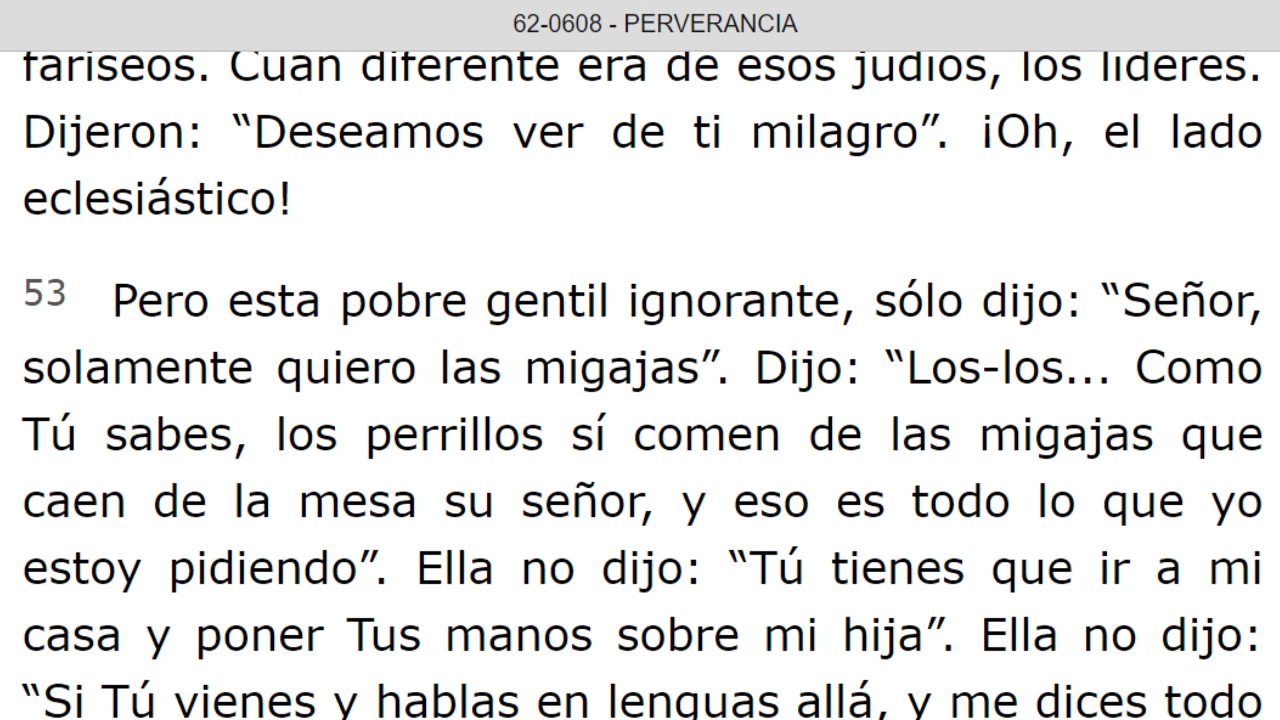 62-0608 - PERVERANCIA
fariseos. Cuán diferente era de esos judíos, los líderes.
Dijeron: “Deseamos ver de ti milagro”. ¡Oh, el lado
eclesiástico!
53 Pero esta pobre gentil ignorante, sólo dijo: “Señor,
solamente quiero las migajas”. Dijo: “Los-los... Como
Tú sabes, los perrillos sí comen de las migajas que
caen de la mesa su señor, y eso es todo lo que yo
estoy pidiendo”. Ella no dijo: “Tú tienes que ir a mi
casa y poner Tus manos sobre mi hija”. Ella no dijo:
“Si Tú vienes y hablas en lenguas allá, y me dices todo